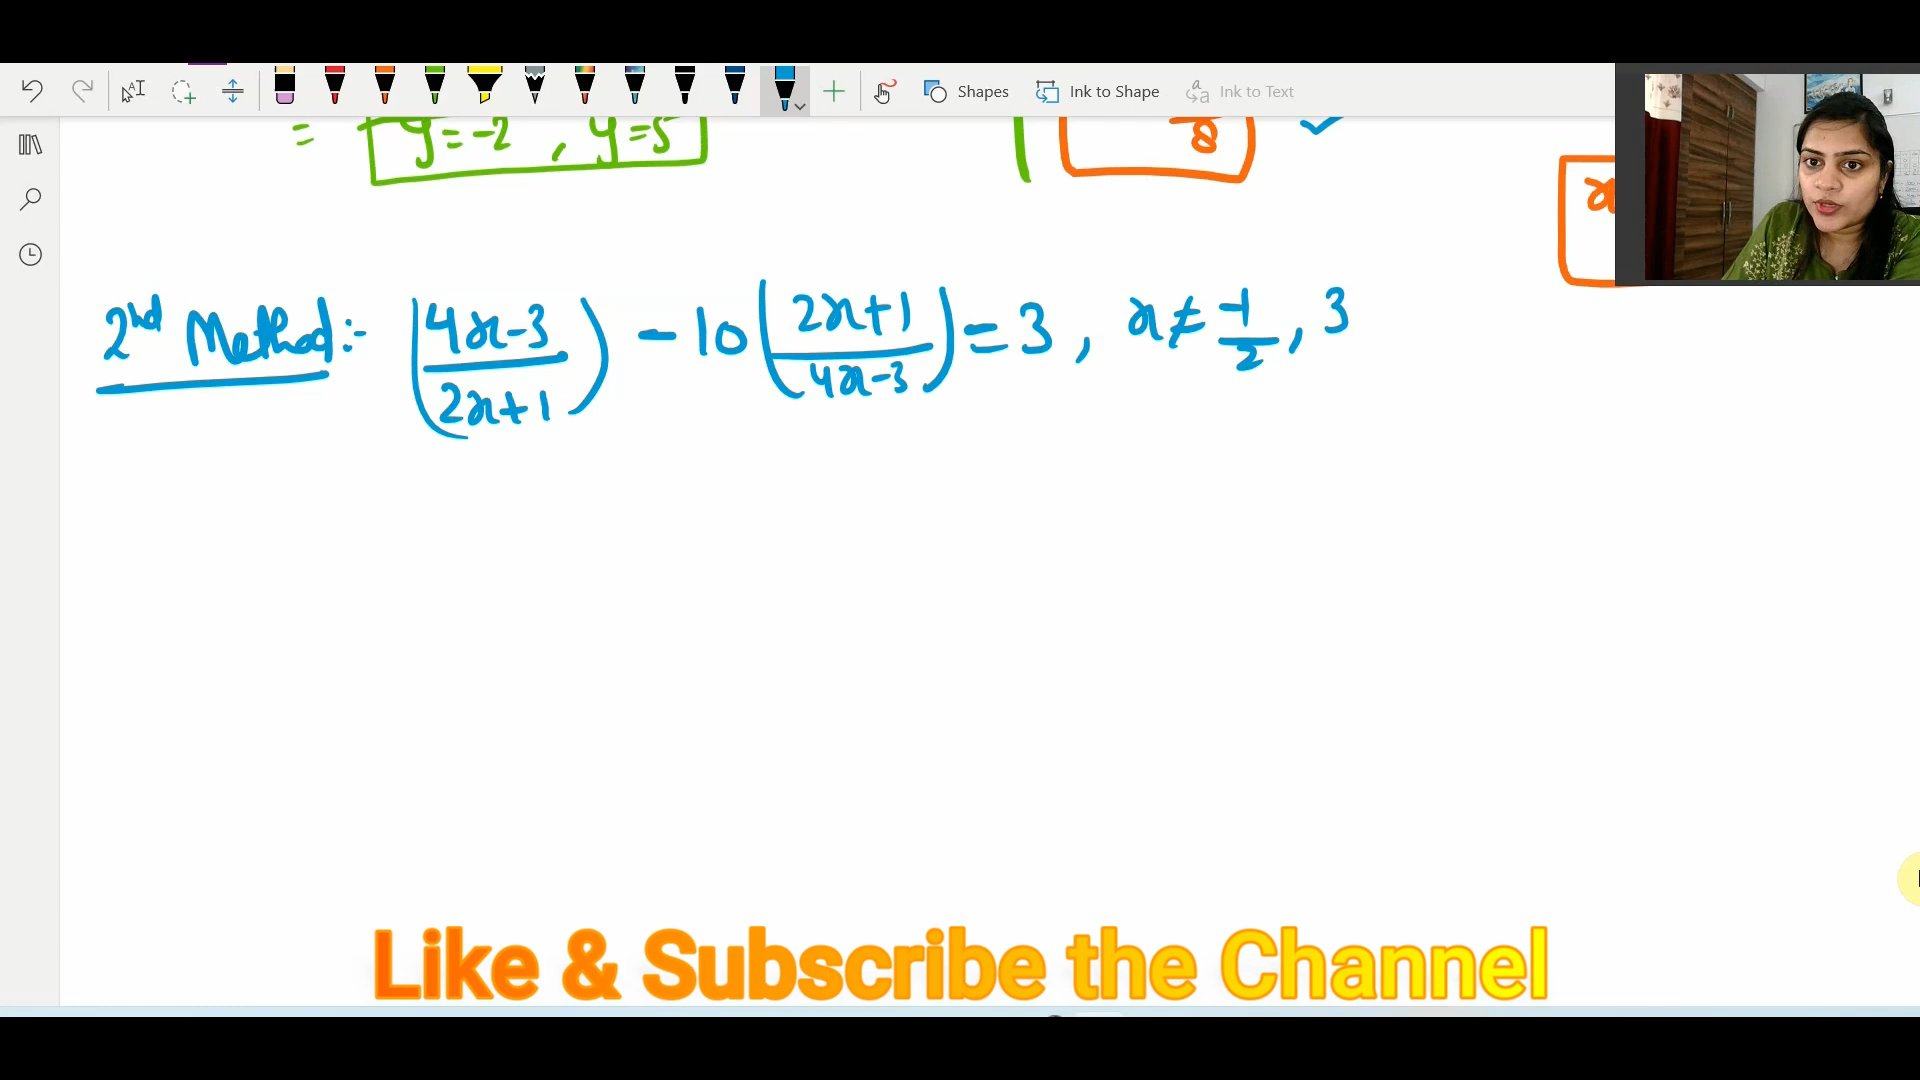 Shapes Ink to Shape Ink to Text
= y=-2 , y=5
8
x
2nd Method:- (4x-3/2x+1) - 10(2x+1/4x-3) = 3, x≠ -1/2, 3
Like & Subscribe the Channel